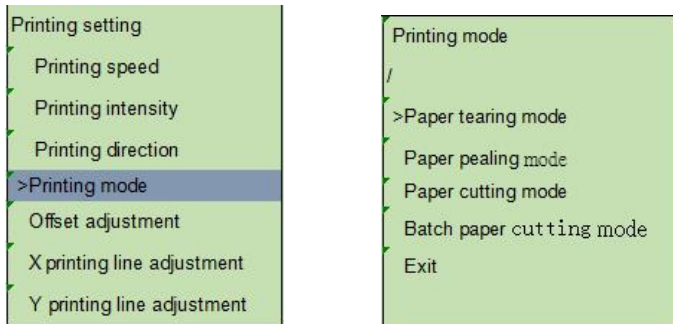 Printing setting
Printing speed
Printing intensity
Printing direction
>Printing mode
Offset adjustment
X printing line adjustment
Y printing line adjustment
Printing mode
/
>Paper tearing mode
Paper pealing mode
Paper cutting mode
Batch paper cutting mode
Exit